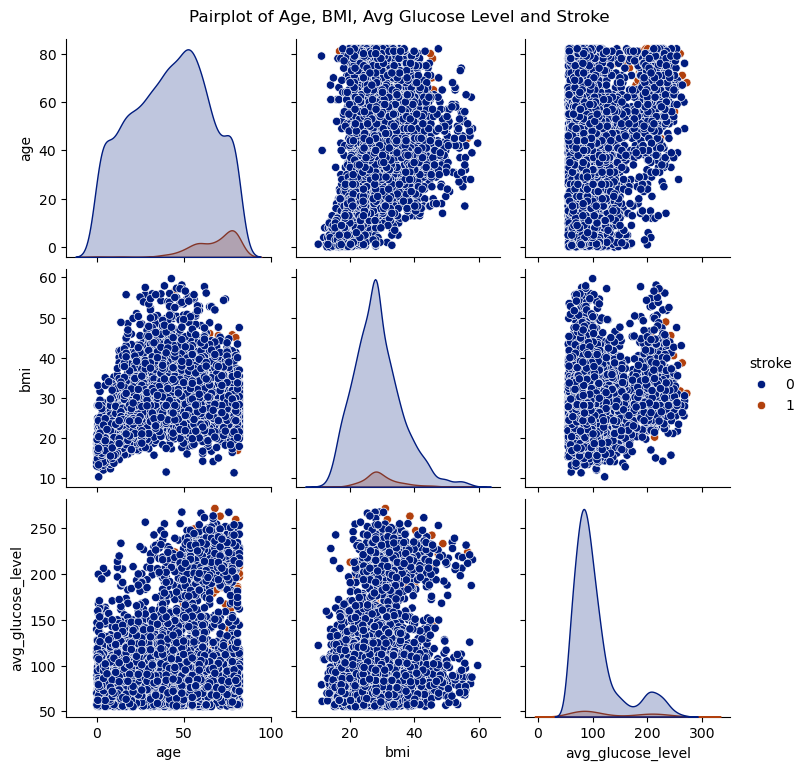 Pairplot of Age, BMI, Avg Glucose Level and Stroke
80
60
40
20
0
age
60
50
40
30
20
10
bmi
stroke
0
1
250
200
150
100
50
avg_glucose_level
0 50 100
age
20 40 60
bmi
0 100 200 300
avg_glucose_level